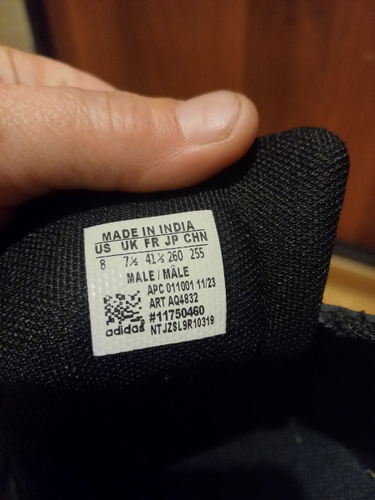 MADE IN INDIA
US UK FR JP CHN
8 7½ 41⅓ 260 255
MALE / MÂLE
APC 011001 11/23
ART AQ4832
#11750460
adidas NTJZSL9R10319